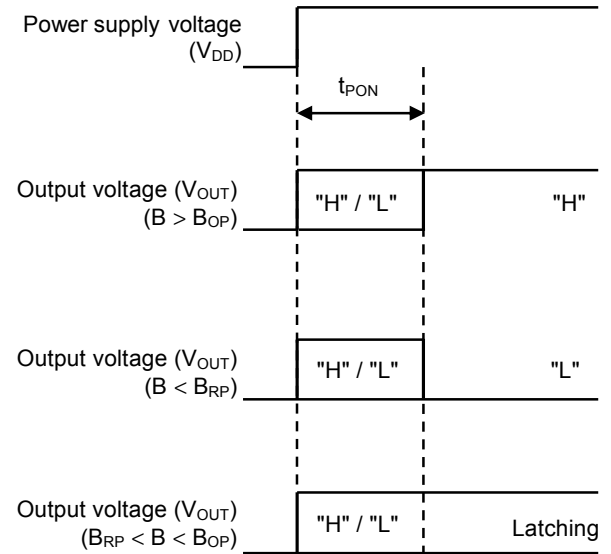 Power supply voltage
(VDD)
tPON
Output voltage (VOUT)
(B > BOP)
"H" / "L"
"H"
Output voltage (VOUT)
(B < BRP)
"H" / "L"
"L"
Output voltage (VOUT)
(BRP < B < BOP)
"H" / "L"
Latching